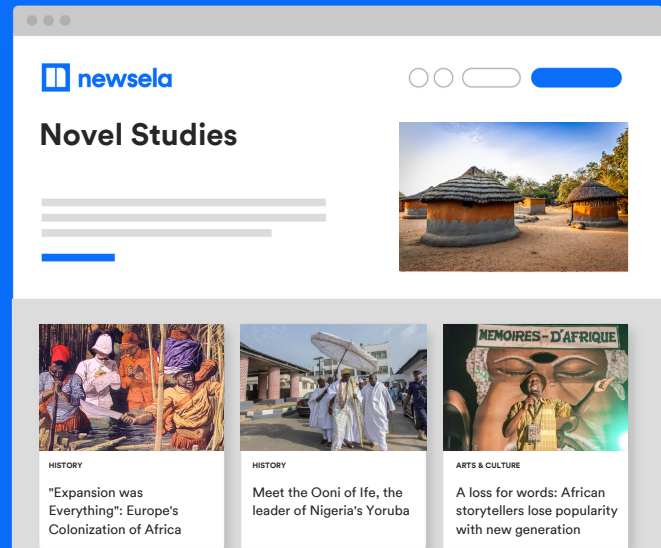 newsela
Novel Studies
MEMOIRES-D'AFRIQUE
HISTORY
"Expansion was
Everything": Europe's
Colonization of Africa
HISTORY
Meet the Ooni of Ife, the
leader of Nigeria's Yoruba
ARTS & CULTURE
A loss for words: African
storytellers lose popularity
with new generation